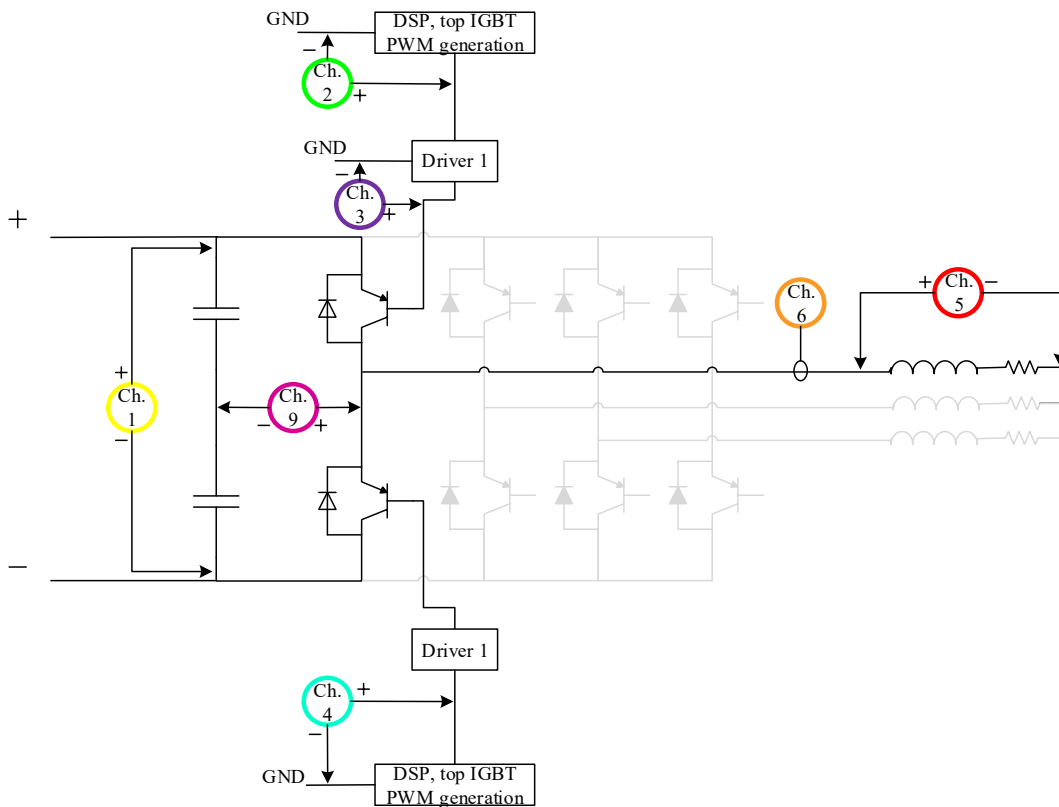 GND
DSP, top IGBT
PWM generation
−
Ch.
2
+
GND
Driver 1
−
Ch.
3
+
+
Ch.
6
+
Ch.
5
−
+
Ch.
1
−
Ch.
9
−
+
−
Driver 1
Ch.
4
+
−
GND
DSP, top IGBT
PWM generation